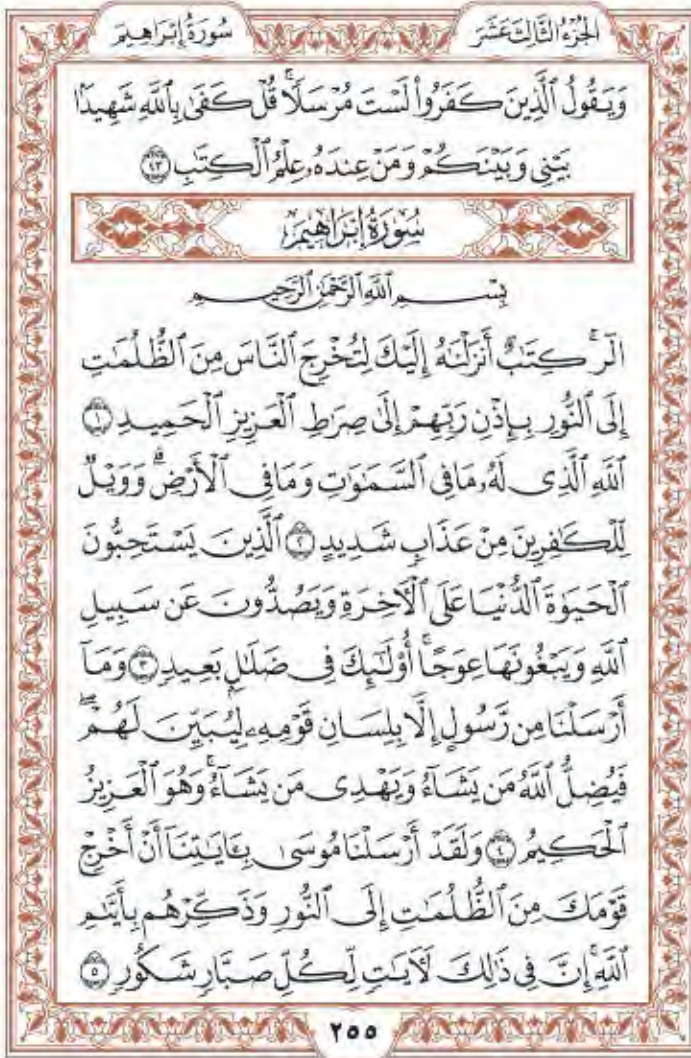 سُورَةُ إِبْرَاهِيمَ
الجُزْءُ الثَّالِثَ عَشَرَ
وَيَقُولُ ٱلَّذِينَ كَفَرُواْ لَسۡتَ مُرۡسَلٗاۚ قُلۡ كَفَىٰ بِٱللَّهِ شَهِيدَۢا
بَيۡنِي وَبَيۡنَكُمۡ وَمَنۡ عِندَهُۥ عِلۡمُ ٱلۡكِتَٰبِ ٤٣
سُورَةُ إِبْرَاهِيمَ
بِسۡمِ ٱللَّهِ ٱلرَّحۡمَٰنِ ٱلرَّحِيمِ
الٓرۚ كِتَٰبٌ أَنزَلۡنَٰهُ إِلَيۡكَ لِتُخۡرِجَ ٱلنَّاسَ مِنَ ٱلظُّلُمَٰتِ
إِلَى ٱلنُّورِ بِإِذۡنِ رَبِّهِمۡ إِلَىٰ صِرَٰطِ ٱلۡعَزِيزِ ٱلۡحَمِيدِ ١
ٱللَّهِ ٱلَّذِي لَهُۥ مَا فِي ٱلسَّمَٰوَٰتِ وَمَا فِي ٱلۡأَرۡضِۗ وَوَيۡلٞ
لِّلۡكَٰفِرِينَ مِنۡ عَذَابٖ شَدِيدٍ ٢ ٱلَّذِينَ يَسۡتَحِبُّونَ
ٱلۡحَيَوٰةَ ٱلدُّنۡيَا عَلَى ٱلۡأٓخِرَةِ وَيَصُدُّونَ عَن سَبِيلِ
ٱللَّهِ وَيَبۡغُونَهَا عِوَجًاۚ أُوْلَٰٓئِكَ فِي ضَلَٰلِۭ بَعِيدٖ ٣ وَمَآ
أَرۡسَلۡنَا مِن رَّسُولٍ إِلَّا بِلِسَانِ قَوۡمِهِۦ لِيُبَيِّنَ لَهُمۡۖ
فَيُضِلُّ ٱللَّهُ مَن يَشَآءُ وَيَهۡدِي مَن يَشَآءُۚ وَهُوَ ٱلۡعَزِيزُ
ٱلۡحَكِيمُ ٤ وَلَقَدۡ أَرۡسَلۡنَا مُوسَىٰ بِـَٔايَٰتِنَآ أَنۡ أَخۡرِجۡ
قَوۡمَكَ مِنَ ٱلظُّلُمَٰتِ إِلَى ٱلنُّورِ وَذَكِّرۡهُم بِأَيَّىٰمِ
ٱللَّهِۚ إِنَّ فِي ذَٰلِكَ لَأٓيَٰتٖ لِّكُلِّ صَبَّارٖ شَكُورٖ ٥
٢٥٥